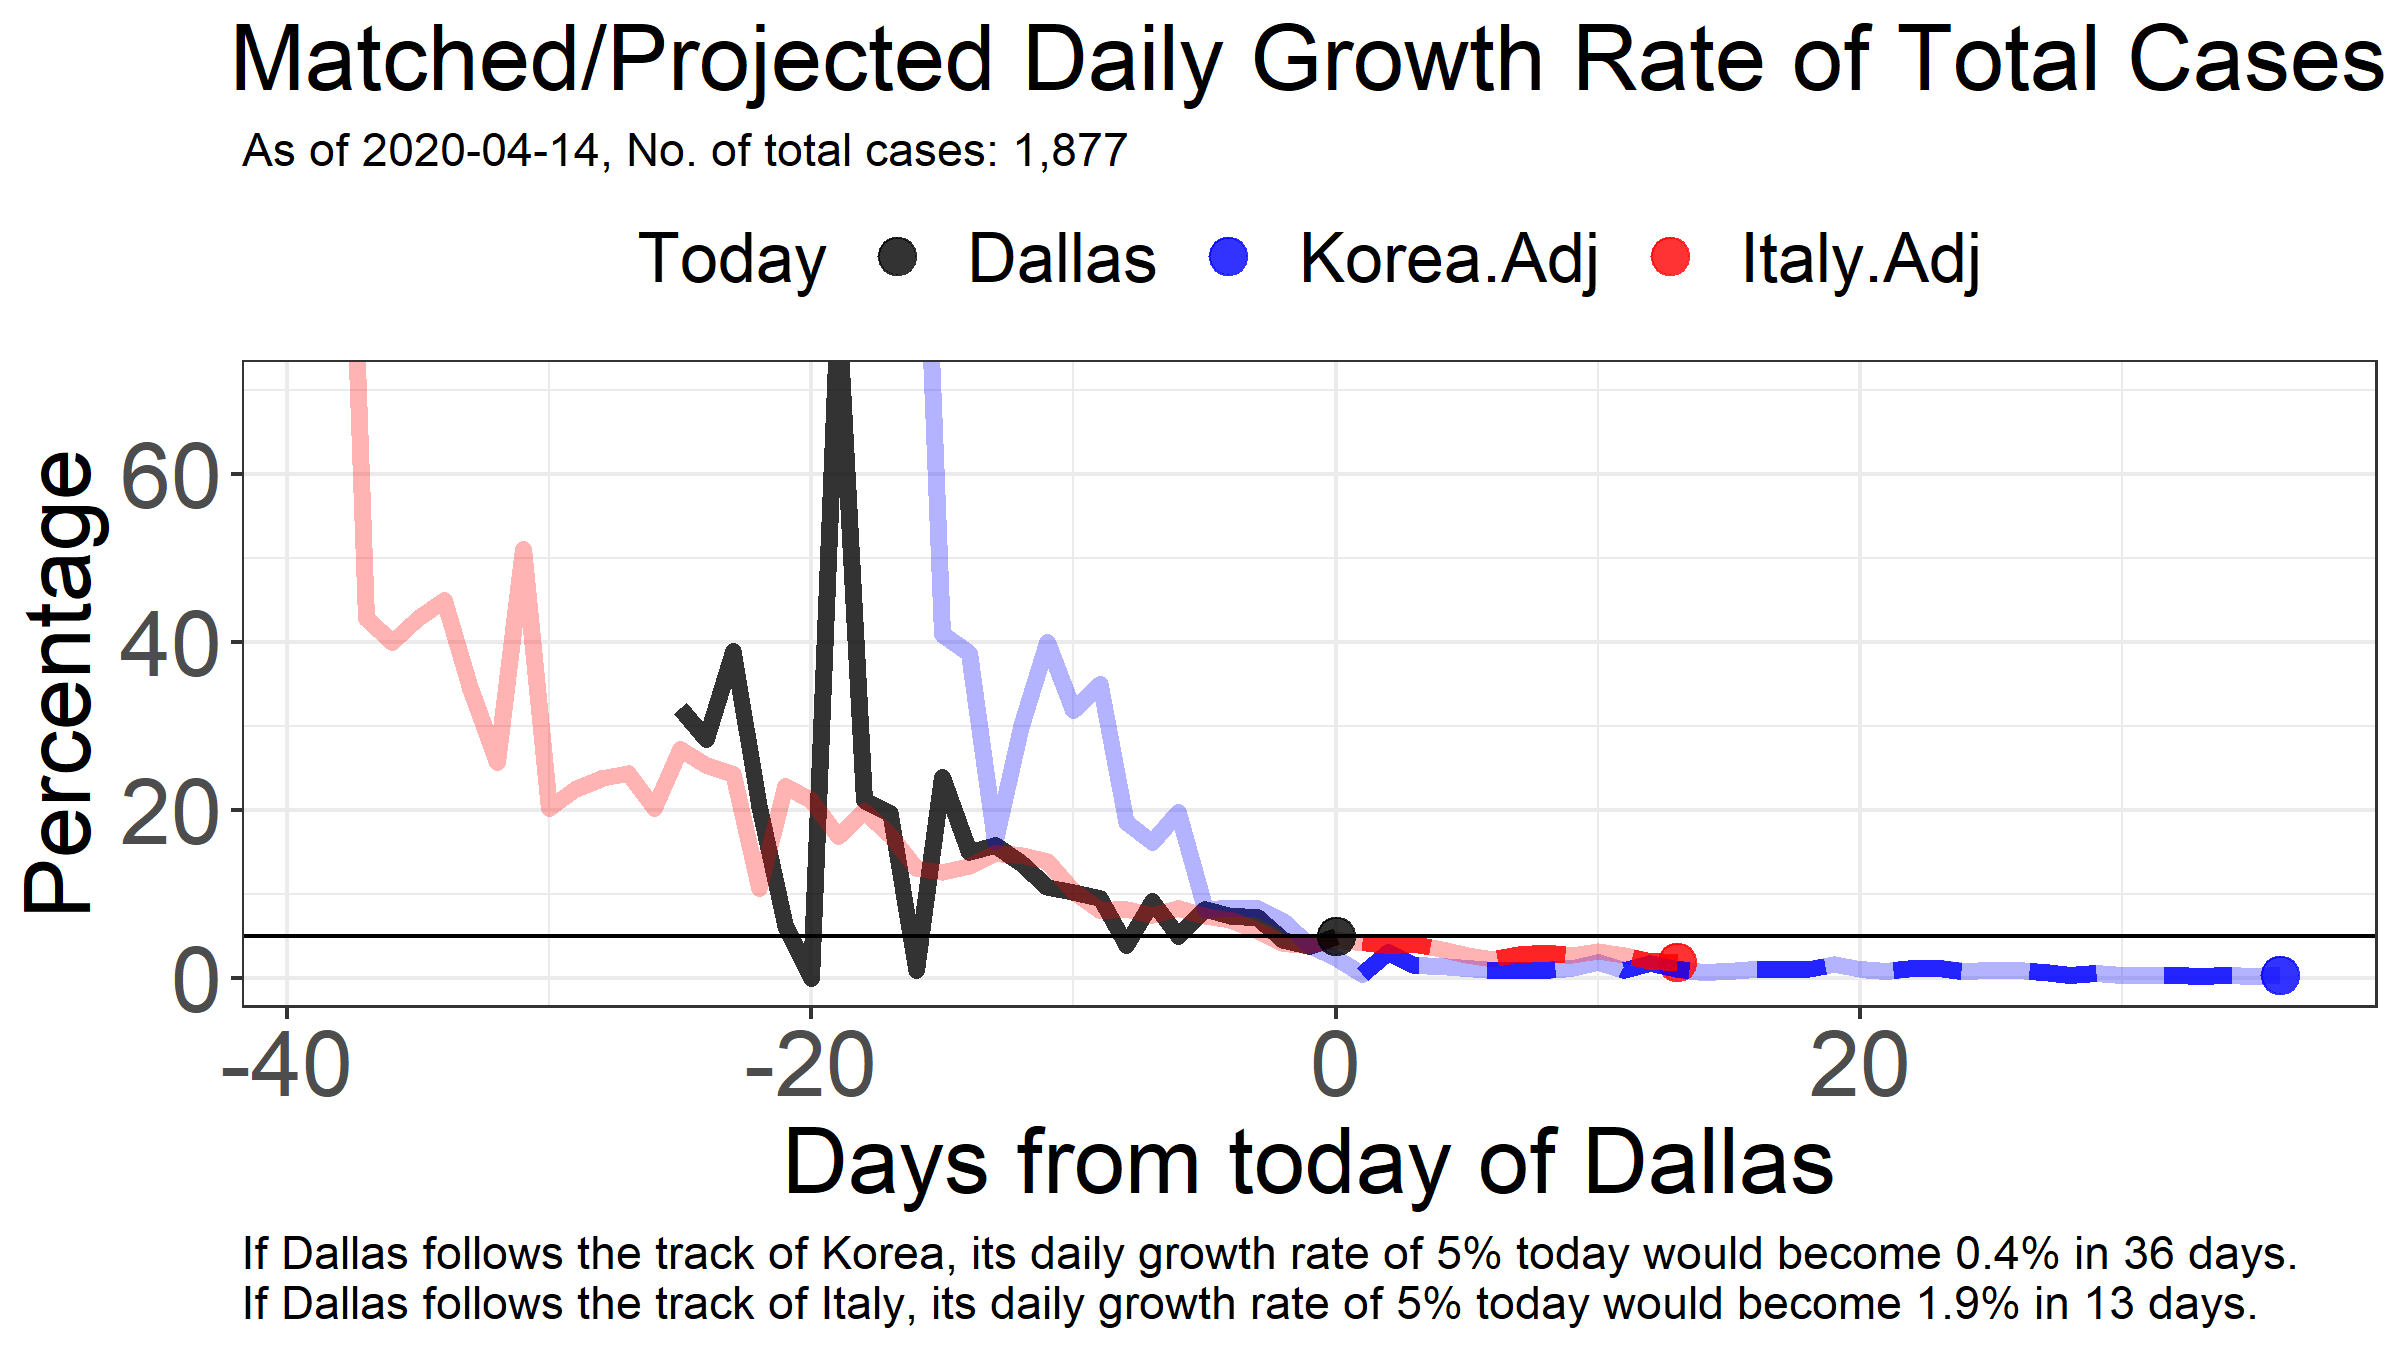 Matched/Projected Daily Growth Rate of Total Cases
As of 2020-04-14, No. of total cases: 1,877
Today Dallas Korea.Adj Italy.Adj
Percentage
60
40
20
0
-40 -20 0 20
Days from today of Dallas
If Dallas follows the track of Korea, its daily growth rate of 5% today would become 0.4% in 36 days.
If Dallas follows the track of Italy, its daily growth rate of 5% today would become 1.9% in 13 days.